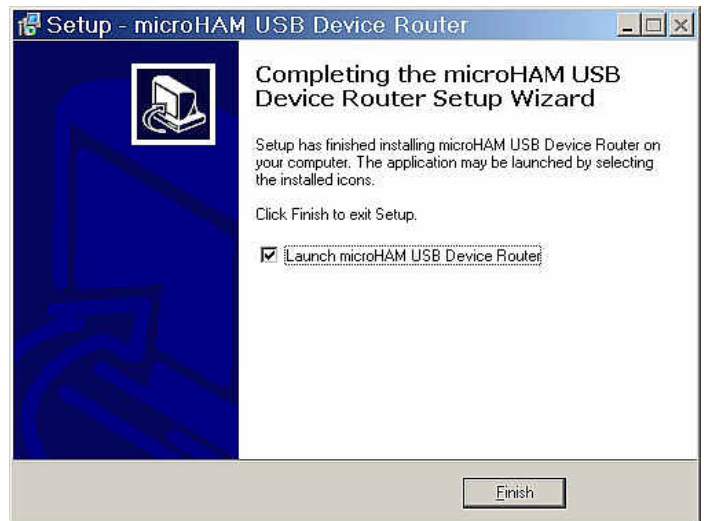 Setup - microHAM USB Device Router
Completing the microHAM USB
Device Router Setup Wizard
Setup has finished installing microHAM USB Device Router on
your computer. The application may be launched by selecting
the installed icons.
Click Finish to exit Setup.
Launch microHAM USB Device Router
Finish